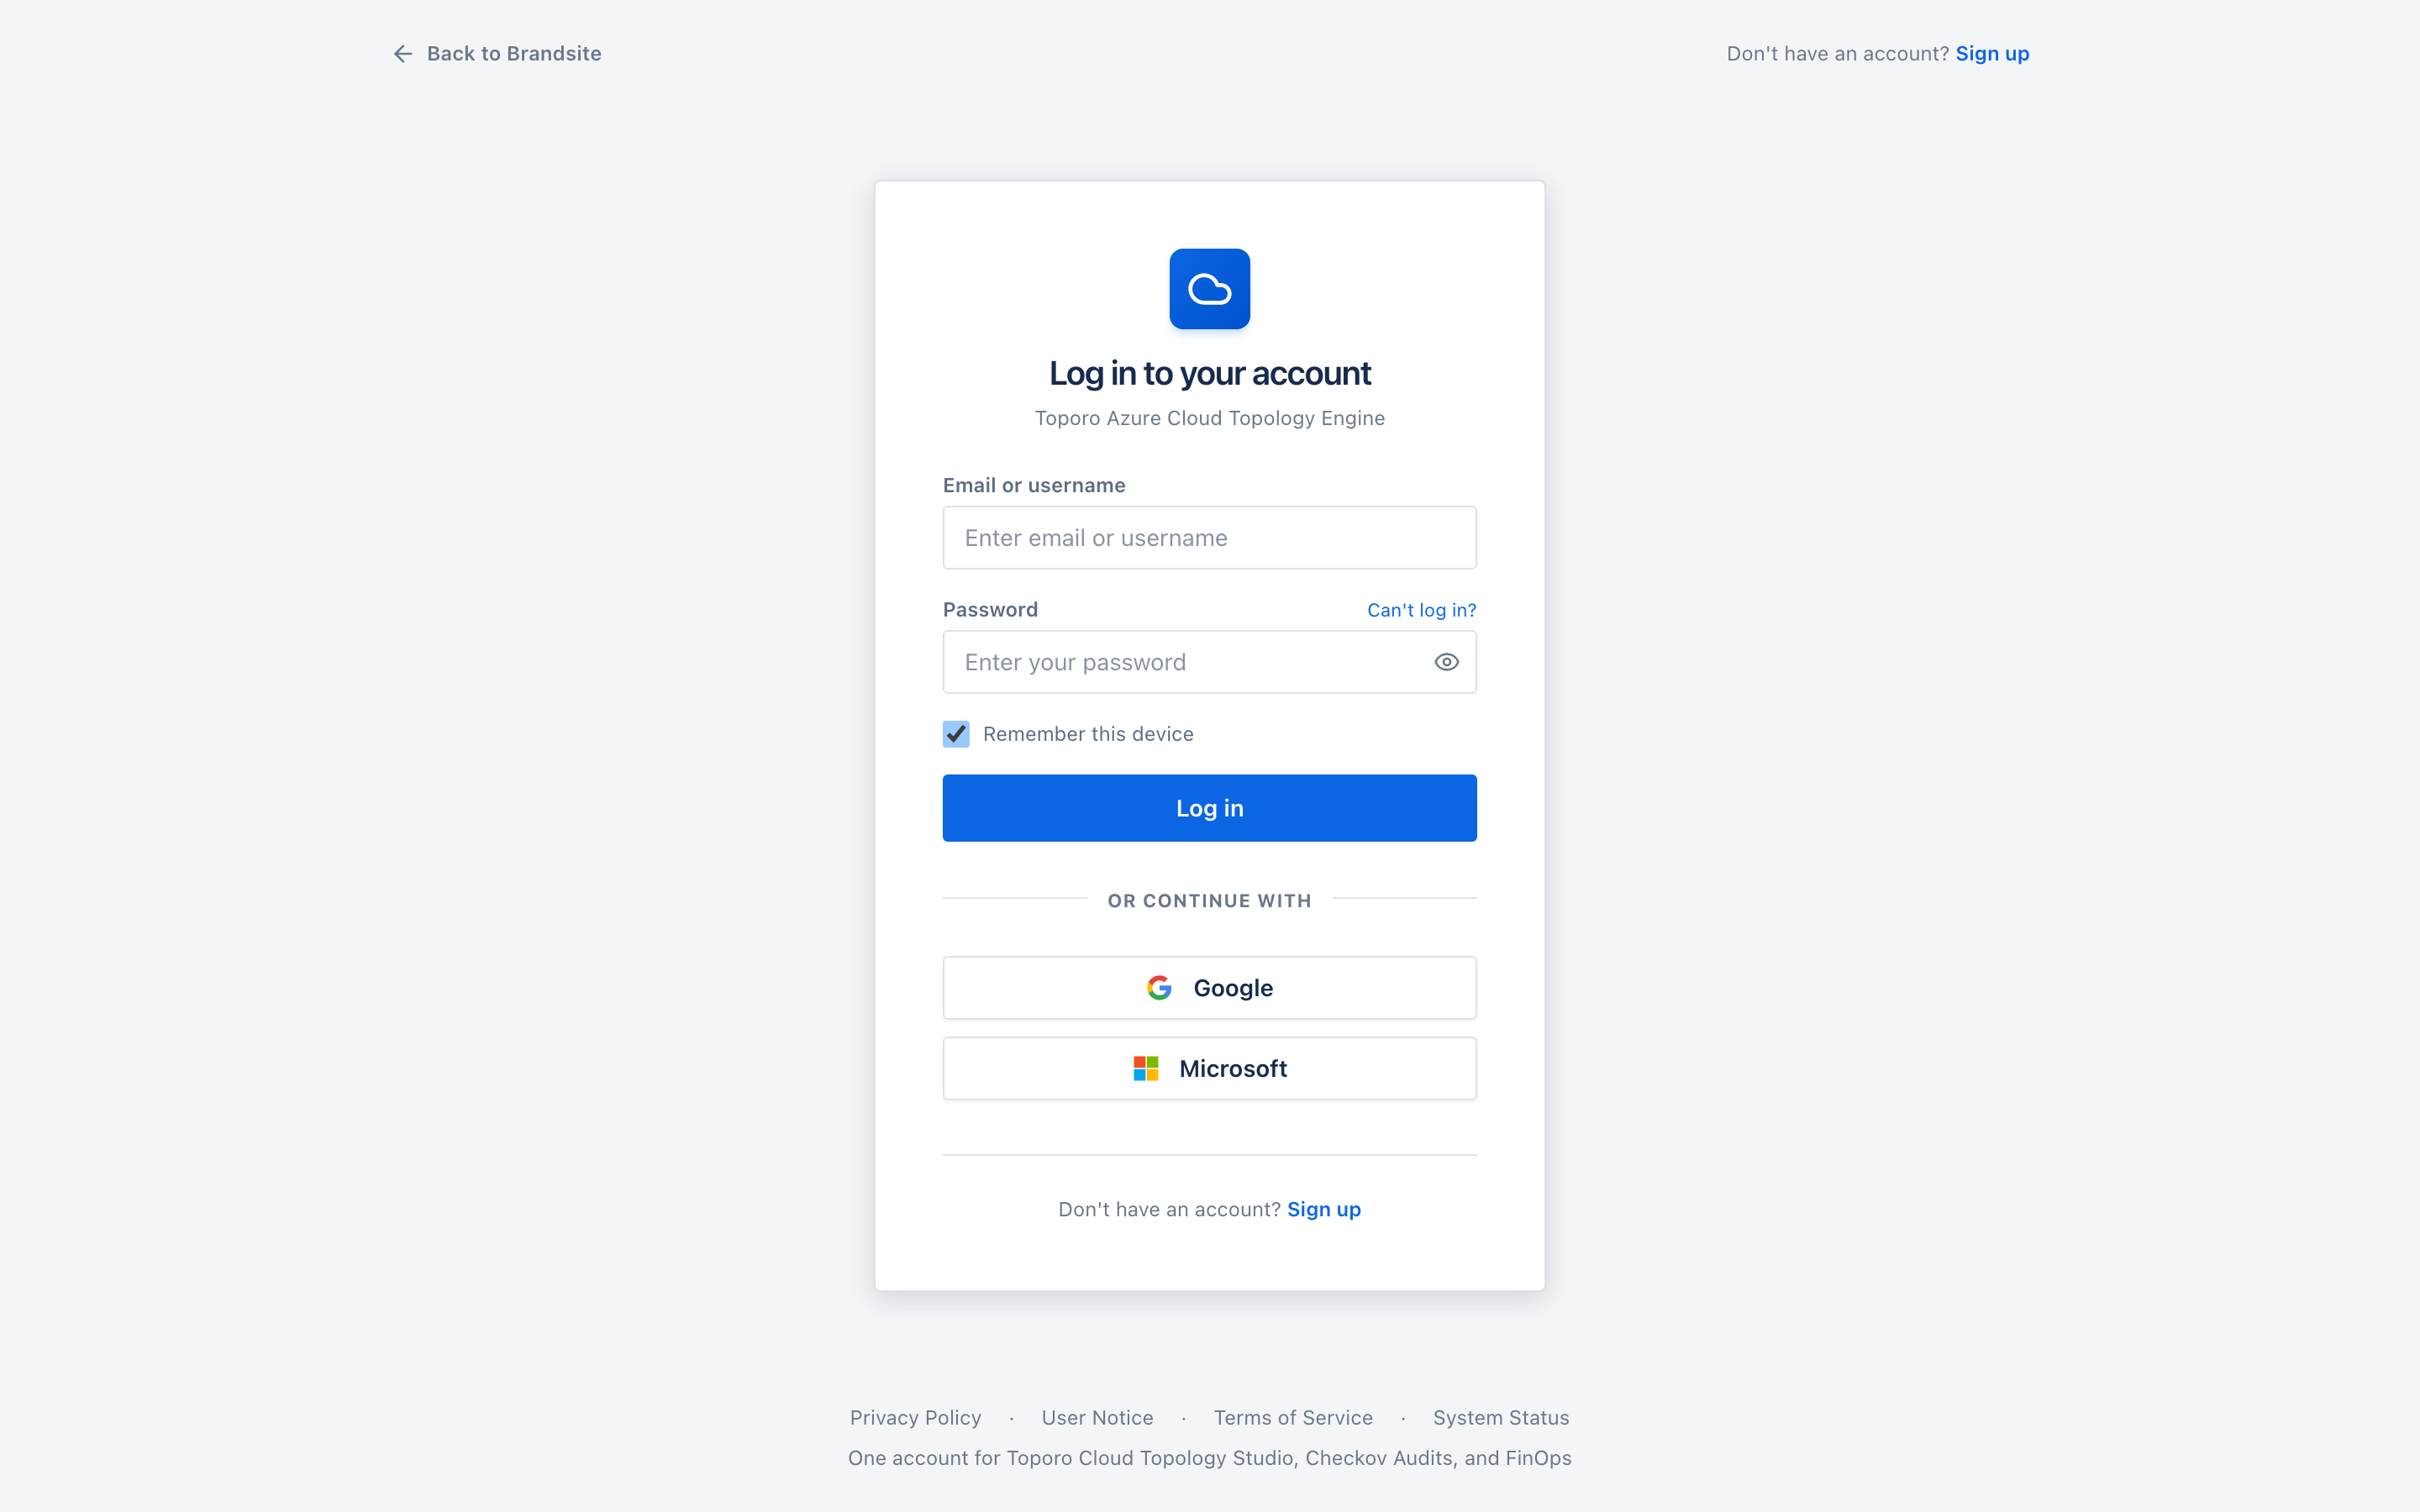 Back to Brandsite
Don't have an account? Sign up
Log in to your account
Toporo Azure Cloud Topology Engine
Email or username
Enter email or username
Password
Can't log in?
Enter your password
Remember this device
Log in
OR CONTINUE WITH
Google
Microsoft
Don't have an account? Sign up
Privacy Policy · User Notice · Terms of Service · System Status
One account for Toporo Cloud Topology Studio, Checkov Audits, and FinOps